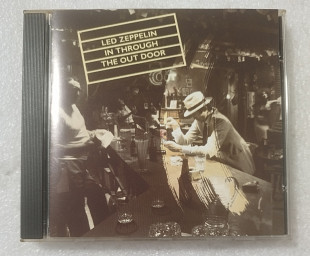 LED ZEPPELIN
IN THROUGH
THE OUT DOOR